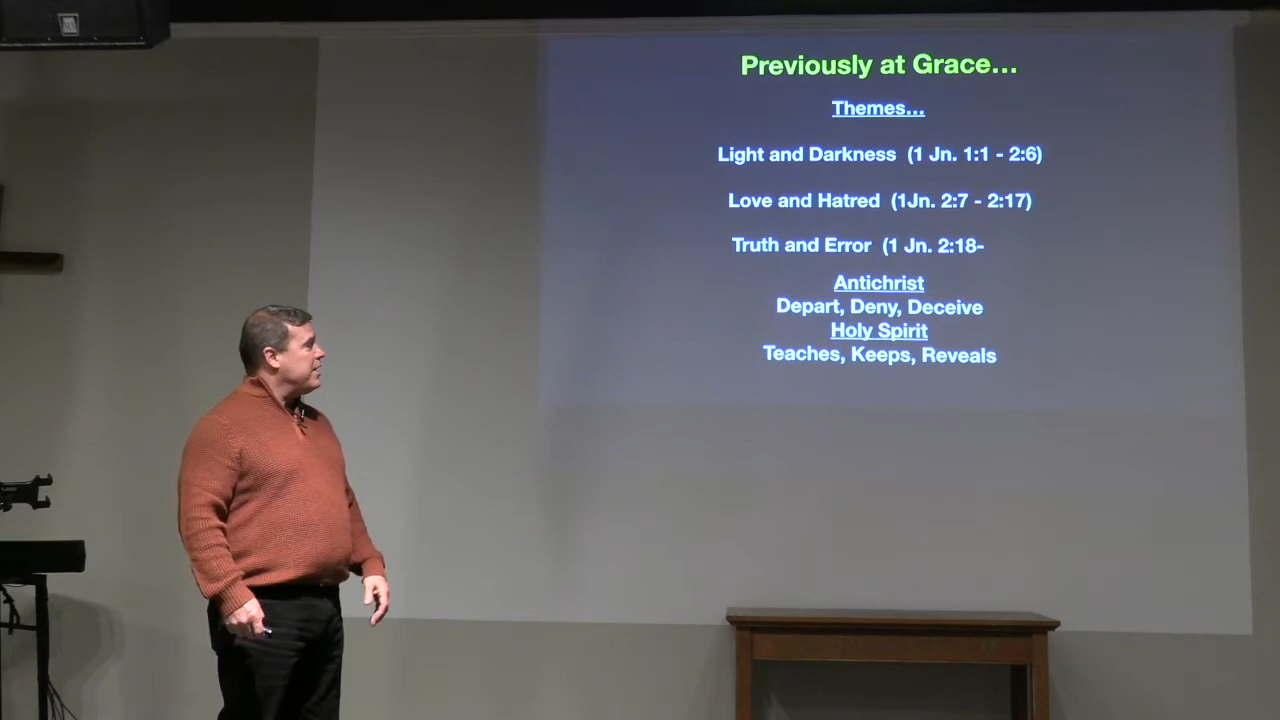 Previously at Grace...
Themes...
Light and Darkness (1 Jn. 1:1 - 2:6)
Love and Hatred (1Jn. 2:7 - 2:17)
Truth and Error (1 Jn. 2:18-
Antichrist
Depart, Deny, Deceive
Holy Spirit
Teaches, Keeps, Reveals